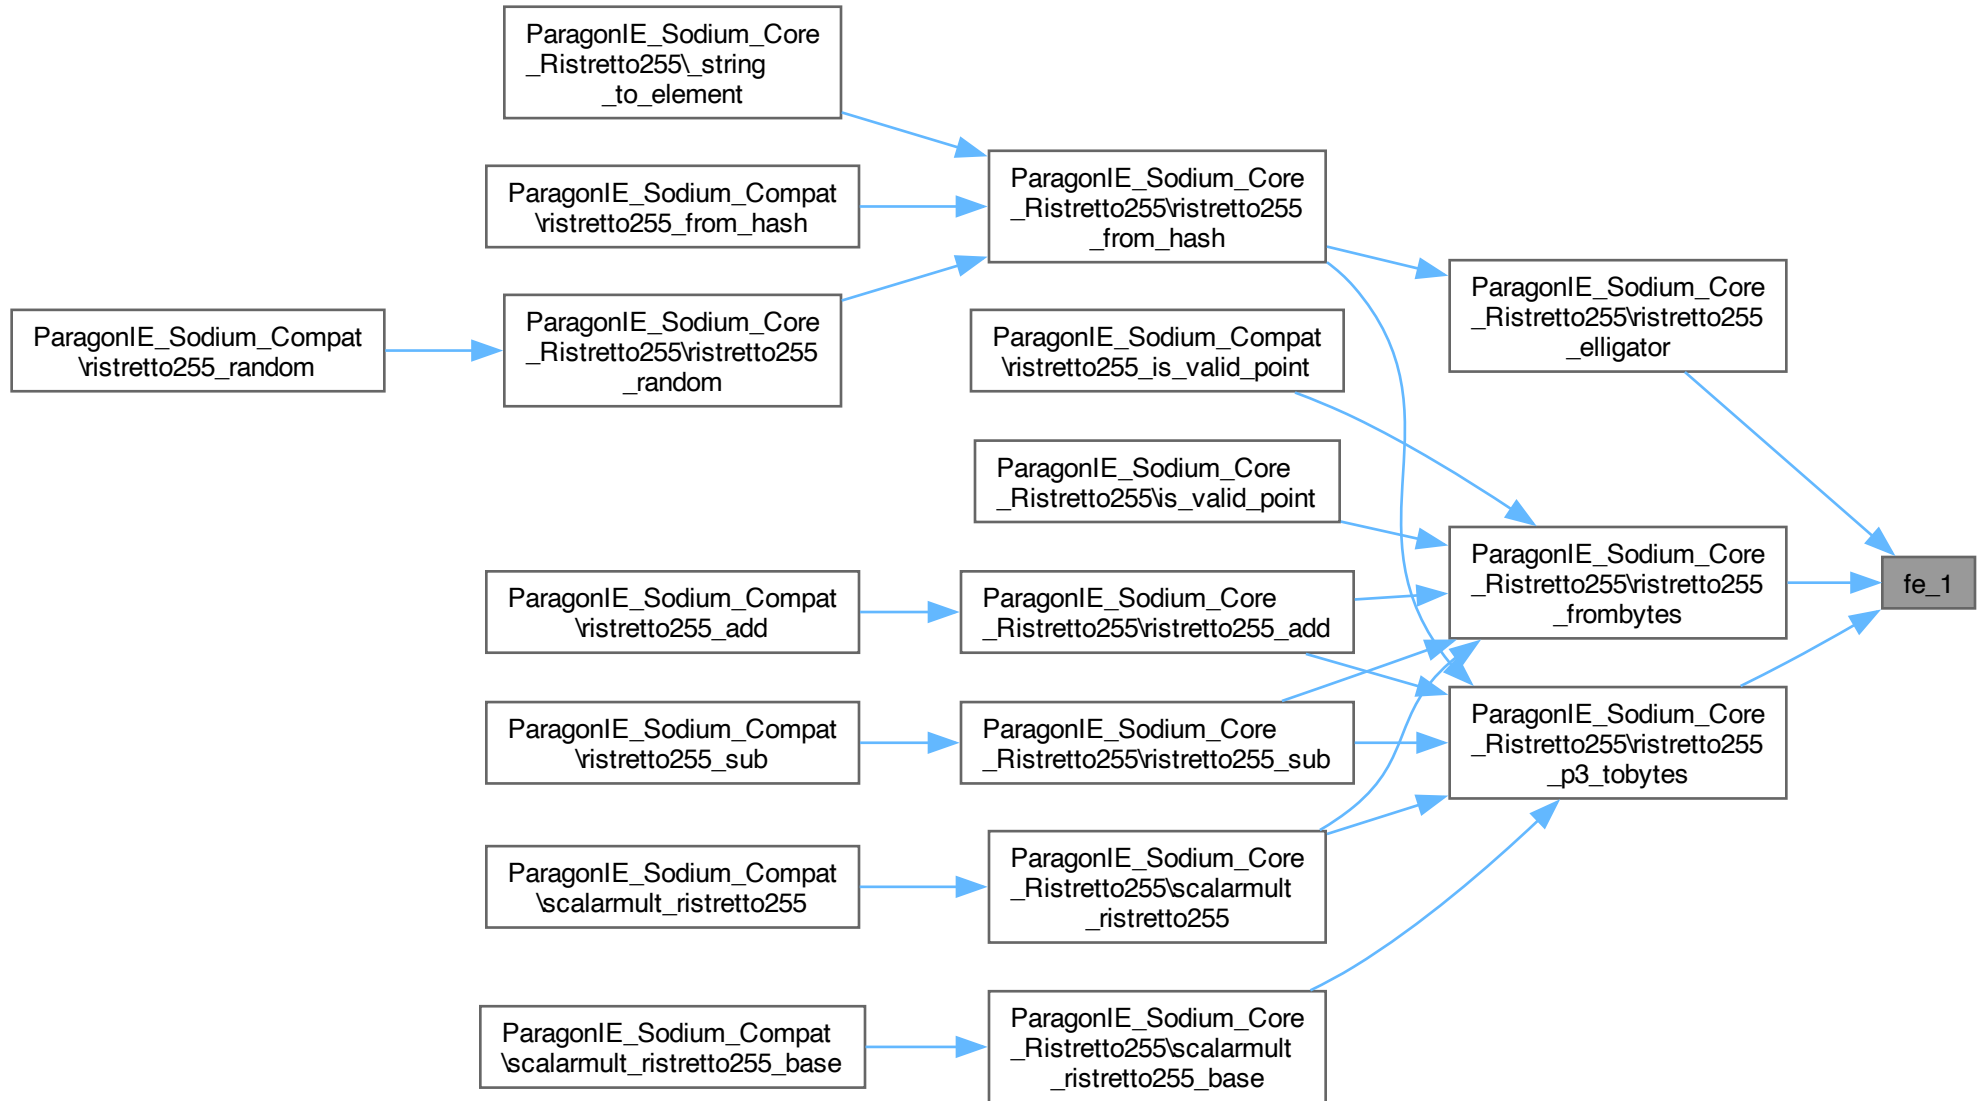 ParagonIE_Sodium_Core
_Ristretto255\_string
_to_element
ParagonIE_Sodium_Compat
\ristretto255_from_hash
ParagonIE_Sodium_Core
_Ristretto255\ristretto255
_from_hash
ParagonIE_Sodium_Core
_Ristretto255\ristretto255
_elligator
ParagonIE_Sodium_Compat
\ristretto255_random
ParagonIE_Sodium_Core
_Ristretto255\ristretto255
_random
ParagonIE_Sodium_Compat
\ristretto255_is_valid_point
ParagonIE_Sodium_Core
_Ristretto255\is_valid_point
ParagonIE_Sodium_Core
_Ristretto255\ristretto255
_frombytes
fe_1
ParagonIE_Sodium_Compat
\ristretto255_add
ParagonIE_Sodium_Core
_Ristretto255\ristretto255_add
ParagonIE_Sodium_Compat
\ristretto255_sub
ParagonIE_Sodium_Core
_Ristretto255\ristretto255_sub
ParagonIE_Sodium_Core
_Ristretto255\ristretto255
_p3_tobytes
ParagonIE_Sodium_Compat
\scalarmult_ristretto255
ParagonIE_Sodium_Core
_Ristretto255\scalarmult
_ristretto255
ParagonIE_Sodium_Compat
\scalarmult_ristretto255_base
ParagonIE_Sodium_Core
_Ristretto255\scalarmult
_ristretto255_base